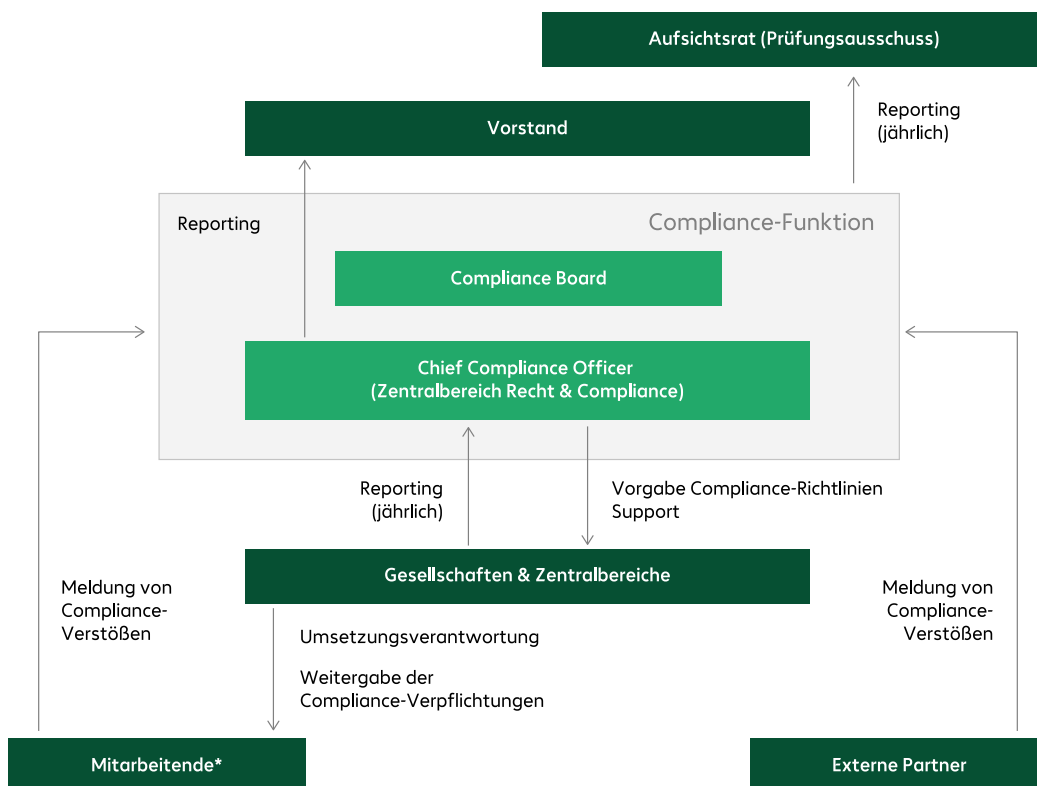 Aufsichtsrat (Prüfungsausschuss)
Reporting
(jährlich)
Vorstand
Reporting
Compliance-Funktion
Compliance Board
Chief Compliance Officer
(Zentralbereich Recht & Compliance)
Reporting
(jährlich)
Vorgabe Compliance-Richtlinien
Support
Gesellschaften & Zentralbereiche
Meldung von
Compliance-
Verstößen
Umsetzungsverantwortung
Weitergabe der
Compliance-Verpflichtungen
Meldung von
Compliance-
Verstößen
Mitarbeitende*
Externe Partner